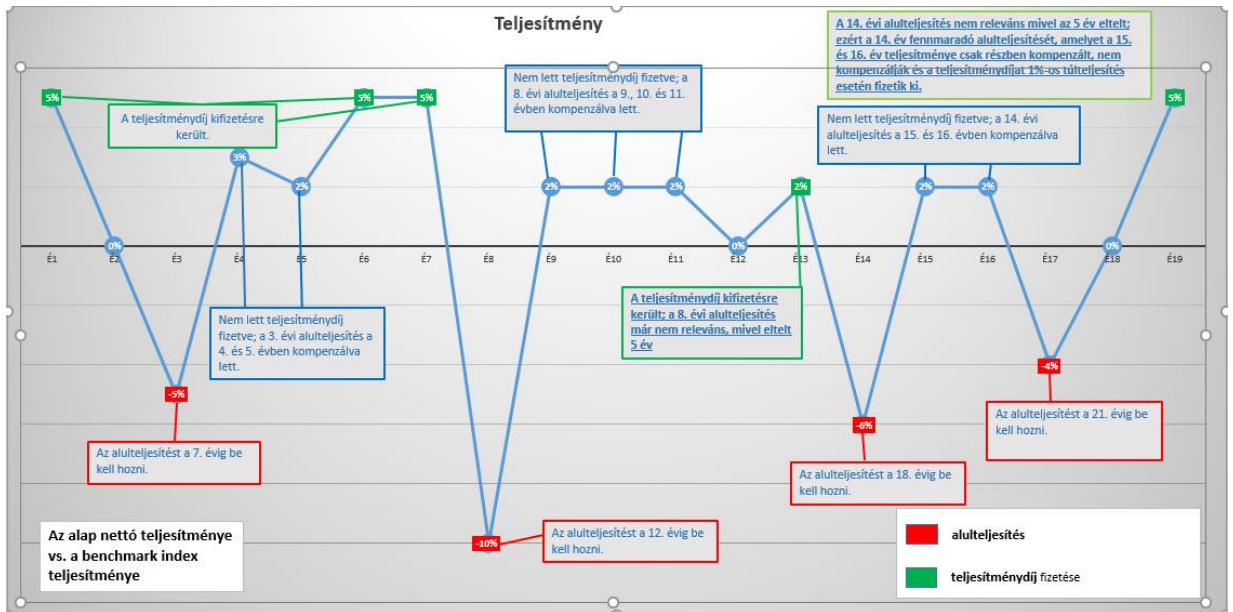 Teljesítmény
A 14. évi alulteljesítés nem releváns mivel az 5 év eltelt;
ezért a 14. év fennmaradó alulteljesítését, amelyet a 15.
és 16. év teljesítménye csak részben kompenzált, nem
kompenzálják és a teljesítménydíjat 1%-os túlteljesítés
esetén fizetik ki.
Nem lett teljesítménydíj fizetve; a
8. évi alulteljesítés a 9., 10. és 11.
évben kompenzálva lett.
A teljesítménydíj kifizetésre
került.
Nem lett teljesítménydíj fizetve; a 14. évi
alulteljesítés a 15. és 16. évben kompenzálva
lett.
5%
0%
-5%
3%
2%
5%
5%
-10%
2%
2%
2%
0%
2%
-6%
2%
2%
-4%
0%
5%
É1
É2
É3
É4
É5
É6
É7
É8
É9
É10
É11
É12
É13
É14
É15
É16
É17
É18
É19
Nem lett teljesítménydíj
fizetve; a 3. évi alulteljesítés a
4. és 5. évben kompenzálva
lett.
A teljesítménydíj kifizetésre
került; a 8. évi alulteljesítés
már nem releváns, mivel eltelt
5 év
Az alulteljesítést a 7. évig be
kell hozni.
Az alulteljesítést a 12. évig be
kell hozni.
Az alulteljesítést a 18. évig be
kell hozni.
Az alulteljesítést a 21. évig be
kell hozni.
Az alap nettó teljesítménye
vs. a benchmark index
teljesítménye
alulteljesítés
teljesítménydíj fizetése